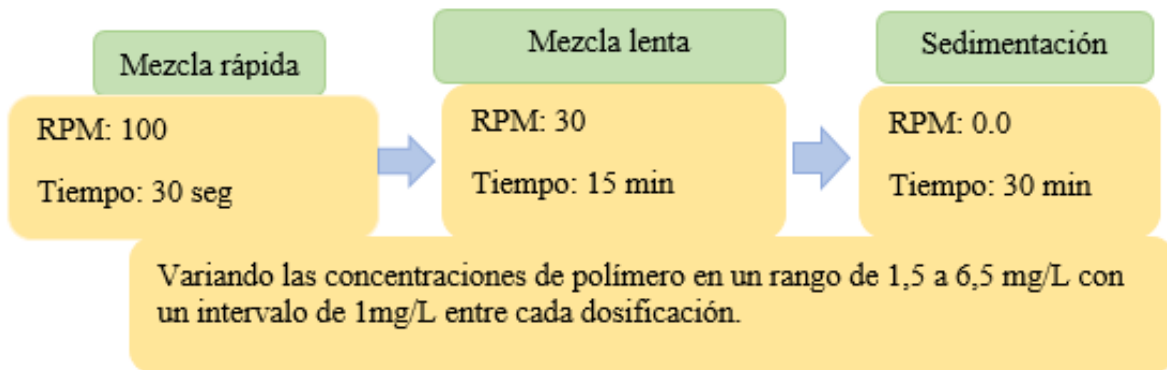 Mezcla rápida
RPM: 100
Tiempo: 30 seg
Mezcla lenta
RPM: 30
Tiempo: 15 min
Sedimentación
RPM: 0.0
Tiempo: 30 min
Variando las concentraciones de polímero en un rango de 1,5 a 6,5 mg/L con
un intervalo de 1mg/L entre cada dosificación.